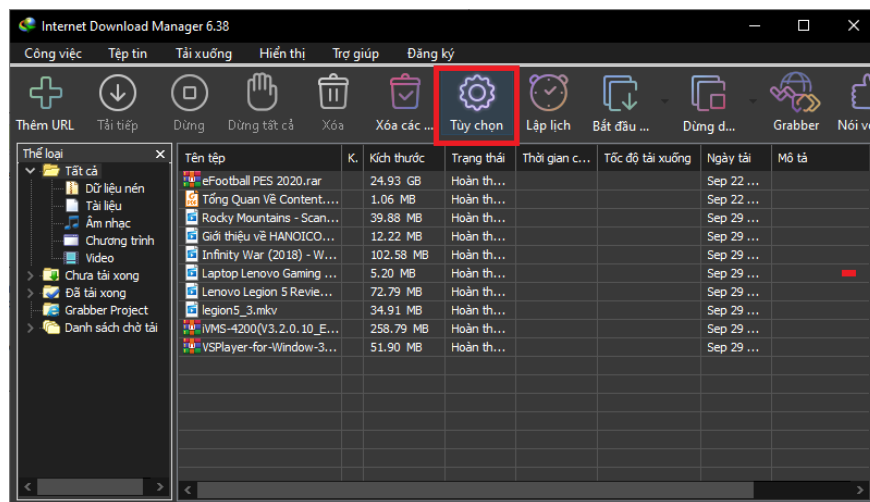 Internet Download Manager 6.38
Công việc Tệp tin Tải xuống Hiển thị Trợ giúp Đăng ký
Thêm URL Tải tiếp Dừng Dừng tất cả Xóa Xóa các ... Tùy chọn Lập lịch Bắt đầu ... Dừng d... Grabber Nói v
Thể loại Tên tệp K. Kích thước Trạng thái Thời gian c... Tốc độ tải xuống Ngày tải Mô tả
Tất cả eFootball PES 2020.rar 24.93 GB Hoàn th... Sep 22 ...
Dữ liệu nén Tổng Quan Về Content.... 1.06 MB Hoàn th... Sep 22 ...
Tài liệu Rocky Mountains - Scan... 39.88 MB Hoàn th... Sep 29 ...
Âm nhạc Giới thiệu về HANOICO... 12.22 MB Hoàn th... Sep 29 ...
Chương trình Infinity War (2018) - W... 102.58 MB Hoàn th... Sep 29 ...
Video Laptop Lenovo Gaming ... 5.20 MB Hoàn th... Sep 29 ...
Chưa tải xong Lenovo Legion 5 Revie... 72.79 MB Hoàn th... Sep 29 ...
Đã tải xong legion5_3.mkv 34.91 MB Hoàn th... Sep 29 ...
Grabber Project iVMS-4200(V3.2.0.10_E... 258.79 MB Hoàn th... Sep 29 ...
Danh sách chờ tải VSPlayer-for-Window-3... 51.90 MB Hoàn th... Sep 29 ...